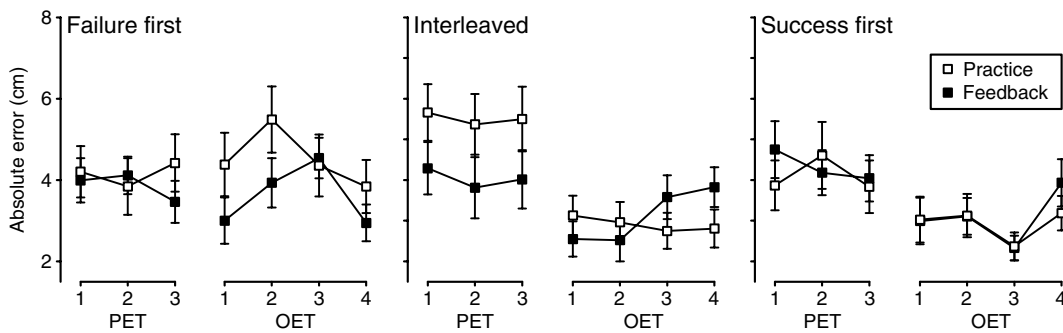 Failure first
Interleaved
Success first
Practice
Feedback
Absolute error (cm)
8
6
4
2
1 2 3
1 2 3 4
1 2 3
1 2 3 4
1 2 3
1 2 3 4
PET
OET
PET
OET
PET
OET